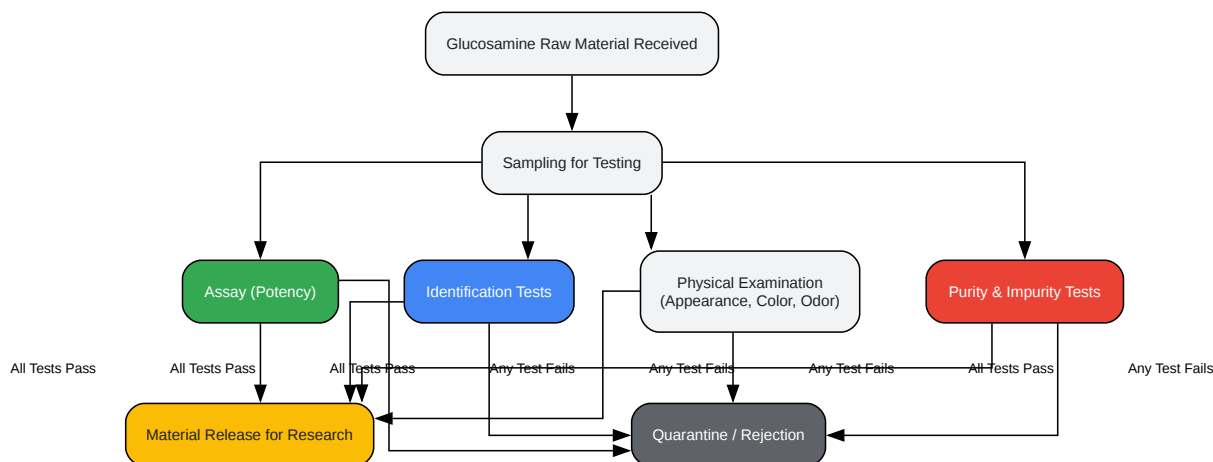 Glucosamine Raw Material Received
Sampling for Testing
Assay (Potency)
Identification Tests
Physical Examination
(Appearance, Color, Odor)
Purity & Impurity Tests
All Tests Pass
All Tests Pass
All Tests Pass
Any Test Fails
Any Test Fails
Any Test Fails
All Tests Pass
Any Test Fails
Material Release for Research
Quarantine / Rejection